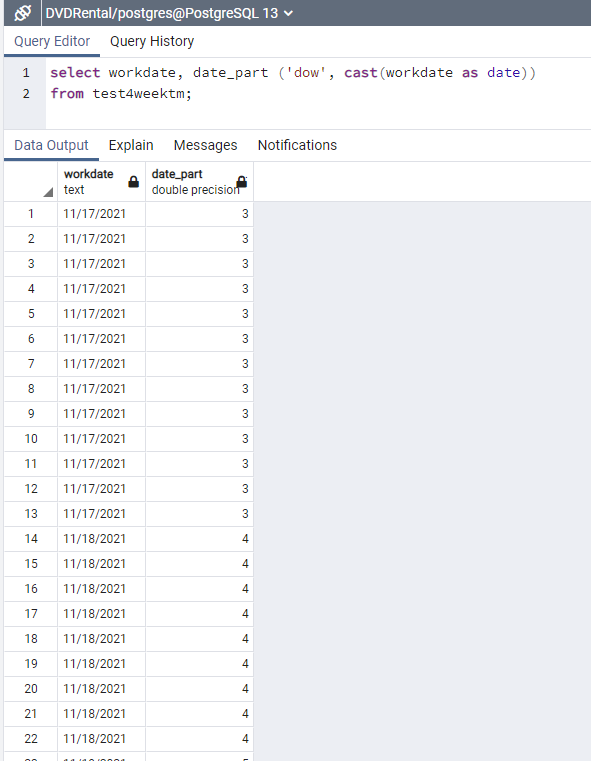 DVDRental/postgres@PostgreSQL 13
Query Editor Query History
1 select workdate, date_part ('dow', cast(workdate as date))
2 from test4weektm;
Data Output Explain Messages Notifications
workdate date_part
text double precision
1 11/17/2021 3
2 11/17/2021 3
3 11/17/2021 3
4 11/17/2021 3
5 11/17/2021 3
6 11/17/2021 3
7 11/17/2021 3
8 11/17/2021 3
9 11/17/2021 3
10 11/17/2021 3
11 11/17/2021 3
12 11/17/2021 3
13 11/17/2021 3
14 11/18/2021 4
15 11/18/2021 4
16 11/18/2021 4
17 11/18/2021 4
18 11/18/2021 4
19 11/18/2021 4
20 11/18/2021 4
21 11/18/2021 4
22 11/18/2021 4